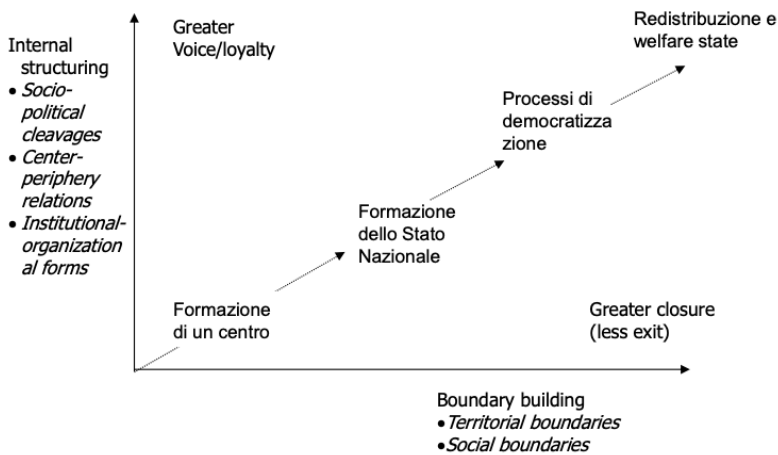 Internal
structuring
• Socio-
political
cleavages
• Center-
periphery
relations
• Institutional-
organization
al forms
Greater
Voice/loyalty
Redistribuzione e
welfare state
Processi di
democratizza
zione
Formazione
dello Stato
Nazionale
Formazione
di un centro
Greater closure
(less exit)
Boundary building
•Territorial boundaries
•Social boundaries